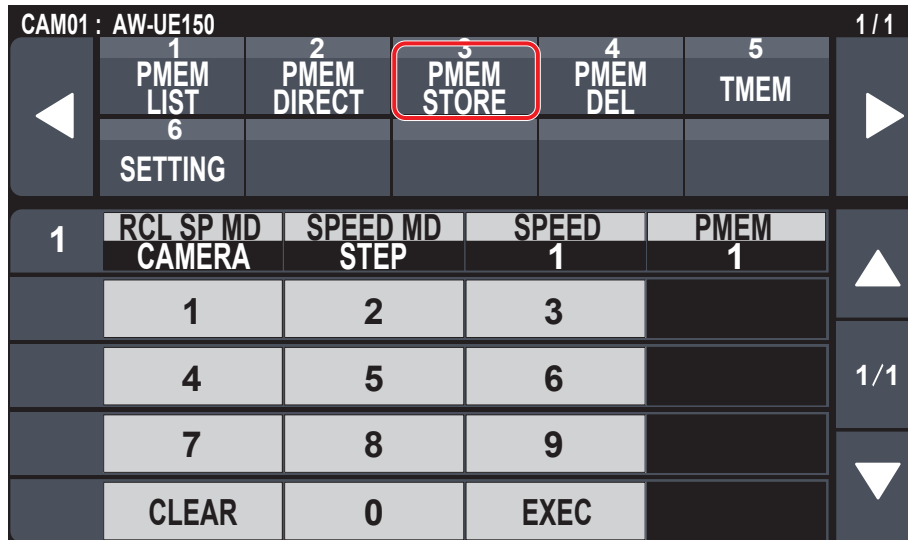 CAM01 : AW-UE150 1 / 1
1 2 3 4 5
PMEM LIST PMEM DIRECT PMEM STORE PMEM DEL TMEM
6
SETTING
1 RCL SP MD SPEED MD SPEED PMEM
CAMERA STEP 1 1
1 2 3
4 5 6 1/1
7 8 9
CLEAR 0 EXEC